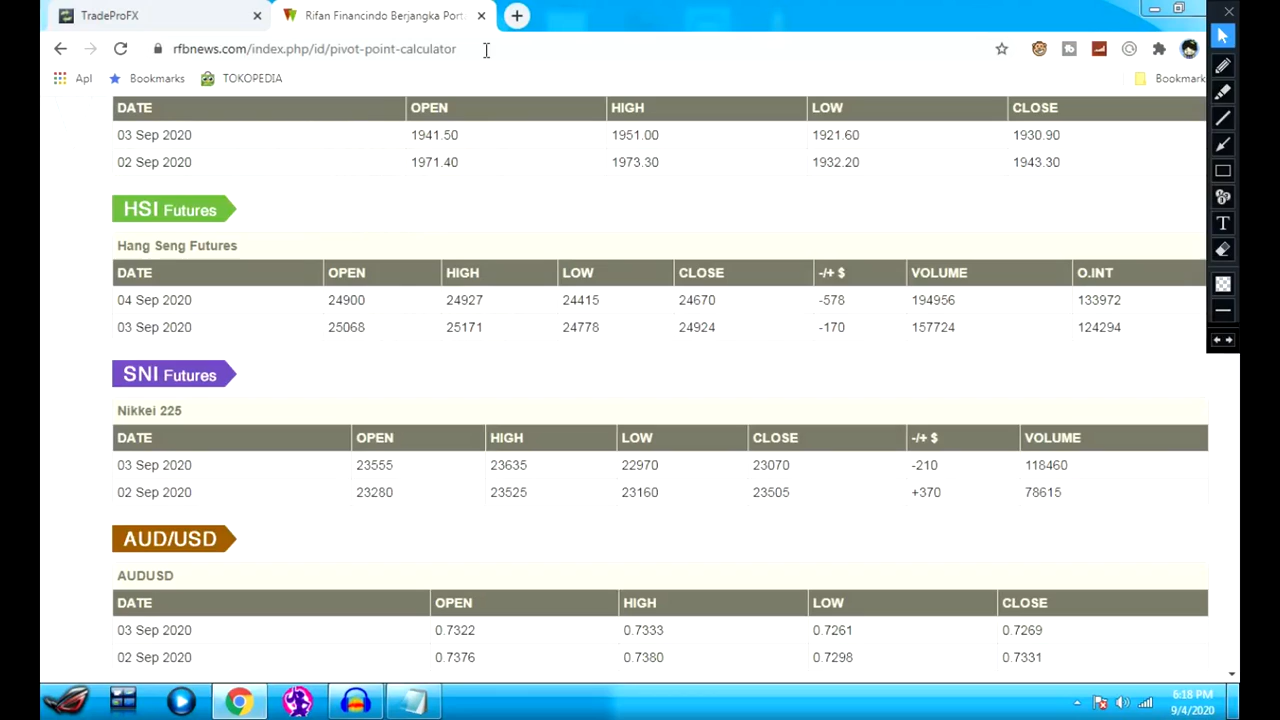 TradeProFX
Rifan Financindo Berjangka Port
rfbnews.com/index.php/id/pivot-point-calculator
Apl Bookmarks TOKOPEDIA Bookmark
DATE OPEN HIGH LOW CLOSE
03 Sep 2020 1941.50 1951.00 1921.60 1930.90
02 Sep 2020 1971.40 1973.30 1932.20 1943.30
HSI Futures
Hang Seng Futures
DATE OPEN HIGH LOW CLOSE -/+ $ VOLUME O.INT
04 Sep 2020 24900 24927 24415 24670 -578 194956 133972
03 Sep 2020 25068 25171 24778 24924 -170 157724 124294
SNI Futures
Nikkei 225
DATE OPEN HIGH LOW CLOSE -/+ $ VOLUME
03 Sep 2020 23555 23635 22970 23070 -210 118460
02 Sep 2020 23280 23525 23160 23505 +370 78615
AUD/USD
AUDUSD
DATE OPEN HIGH LOW CLOSE
03 Sep 2020 0.7322 0.7333 0.7261 0.7269
02 Sep 2020 0.7376 0.7380 0.7298 0.7331
6:18 PM
9/4/2020